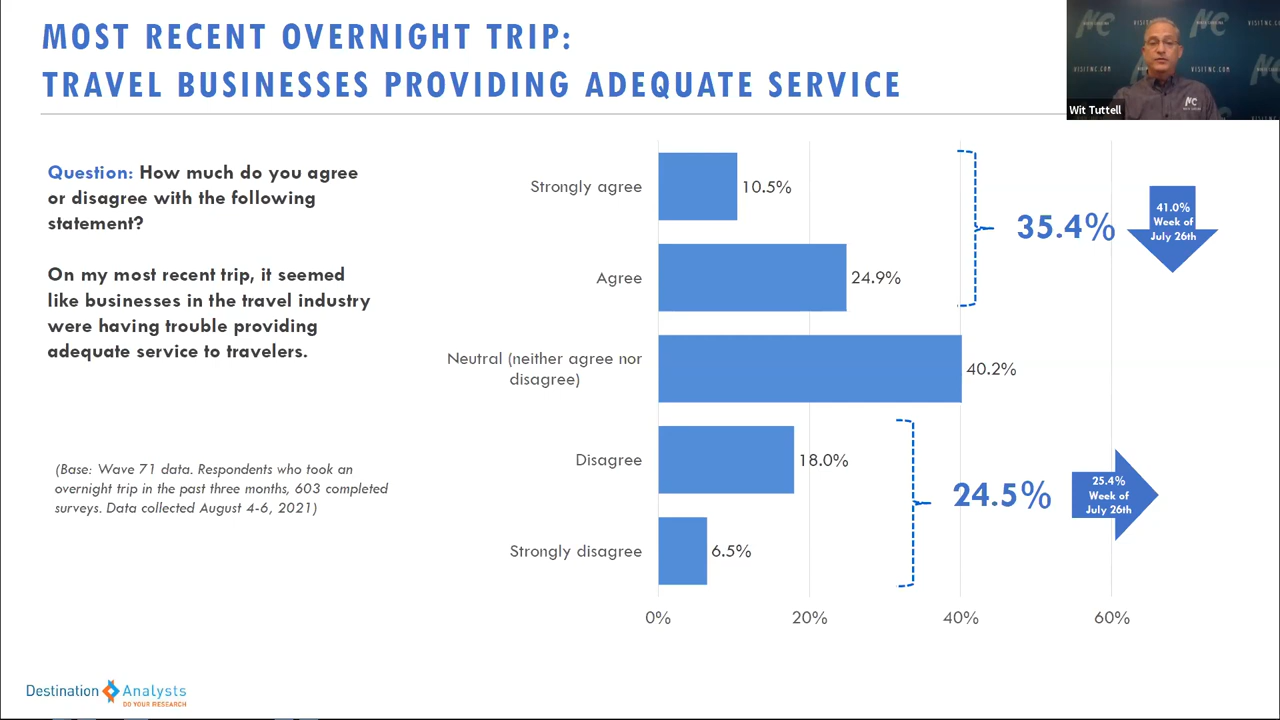 MOST RECENT OVERNIGHT TRIP:
TRAVEL BUSINESSES PROVIDING ADEQUATE SERVICE
VISITNC.COM
Wit Tuttell
Question: How much do you agree
or disagree with the following
statement?
On my most recent trip, it seemed
like businesses in the travel industry
were having trouble providing
adequate service to travelers.
(Base: Wave 71 data. Respondents who took an
overnight trip in the past three months, 603 completed
surveys. Data collected August 4-6, 2021)
Strongly agree
10.5%
Agree
24.9%
Neutral (neither agree nor
disagree)
40.2%
Disagree
18.0%
Strongly disagree
6.5%
0%
20%
40%
60%
35.4%
41.0%
Week of
July 26th
24.5%
25.4%
Week of
July 26th
Destination Analysts
DO YOUR RESEARCH